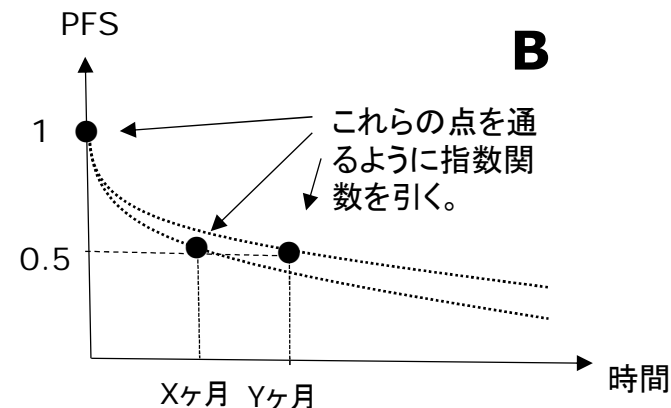 PFS
B
1
これらの点を通
るように指数関
数を引く。
0.5
Xヶ月 Yヶ月
時間